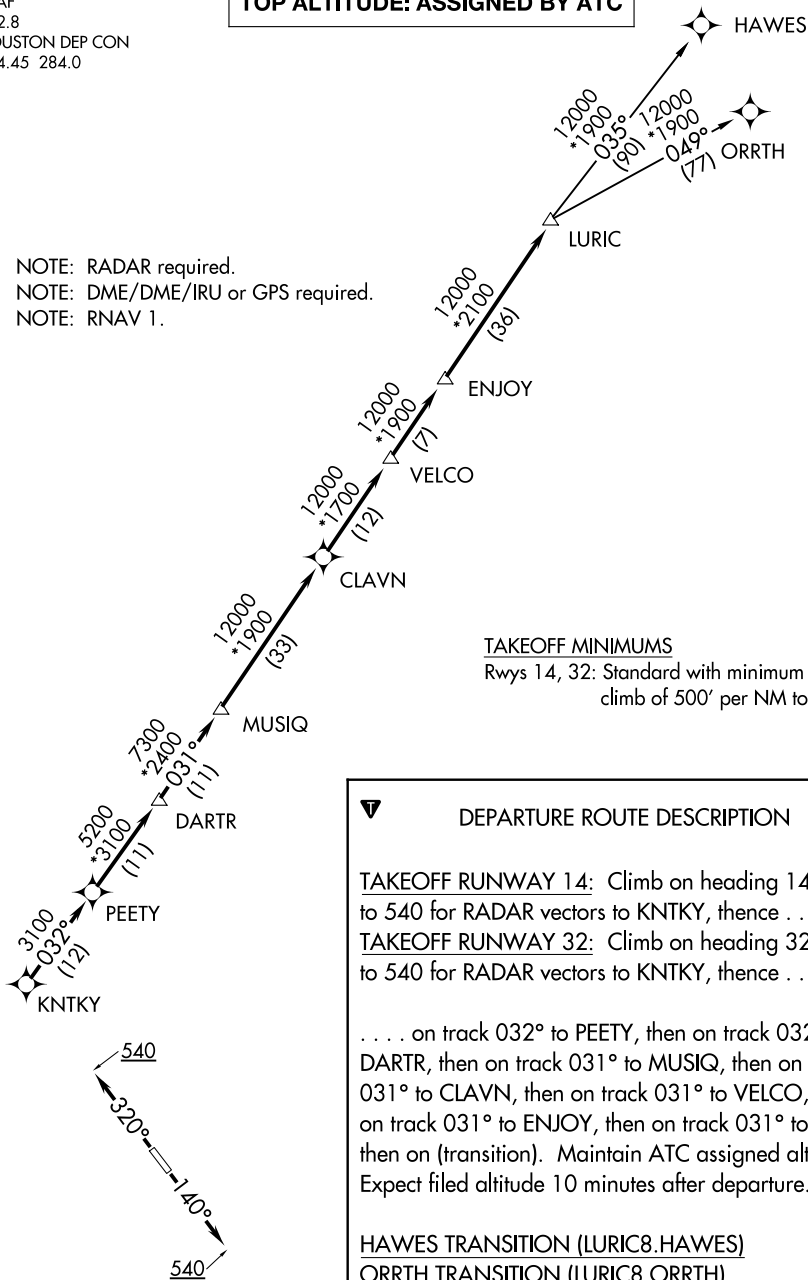 AF
2.8
USTON DEP CON
4.45 284.0
TOP ALTITUDE: ASSIGNED BY ATC
HAWES
12000
*1900
035°
(90)
12000
*1900
049°
(77)
ORRTH
LURIC
NOTE: RADAR required.
NOTE: DME/DME/IRU or GPS required.
NOTE: RNAV 1.
12000
*2100
(36)
ENJOY
12000
*1900
(7)
VELCO
12000
*1700
(12)
CLAVN
12000
*1900
(33)
TAKEOFF MINIMUMS
Rwys 14, 32: Standard with minimum
climb of 500' per NM to
MUSIQ
7300
*2400
031°
(11)
DARTR
5200
*3100
(11)
PEETY
3100
032°
(12)
KNTKY
540
320°
140°
540
T
DEPARTURE ROUTE DESCRIPTION
TAKEOFF RUNWAY 14: Climb on heading 14
to 540 for RADAR vectors to KNTKY, thence . .
TAKEOFF RUNWAY 32: Climb on heading 32
to 540 for RADAR vectors to KNTKY, thence . .
. . . . on track 032° to PEETY, then on track 032
DARTR, then on track 031° to MUSIQ, then on
031° to CLAVN, then on track 031° to VELCO,
on track 031° to ENJOY, then on track 031° to
then on (transition). Maintain ATC assigned alt
Expect filed altitude 10 minutes after departure.
HAWES TRANSITION (LURIC8.HAWES)
ORRTH TRANSITION (LURIC8.ORRTH)